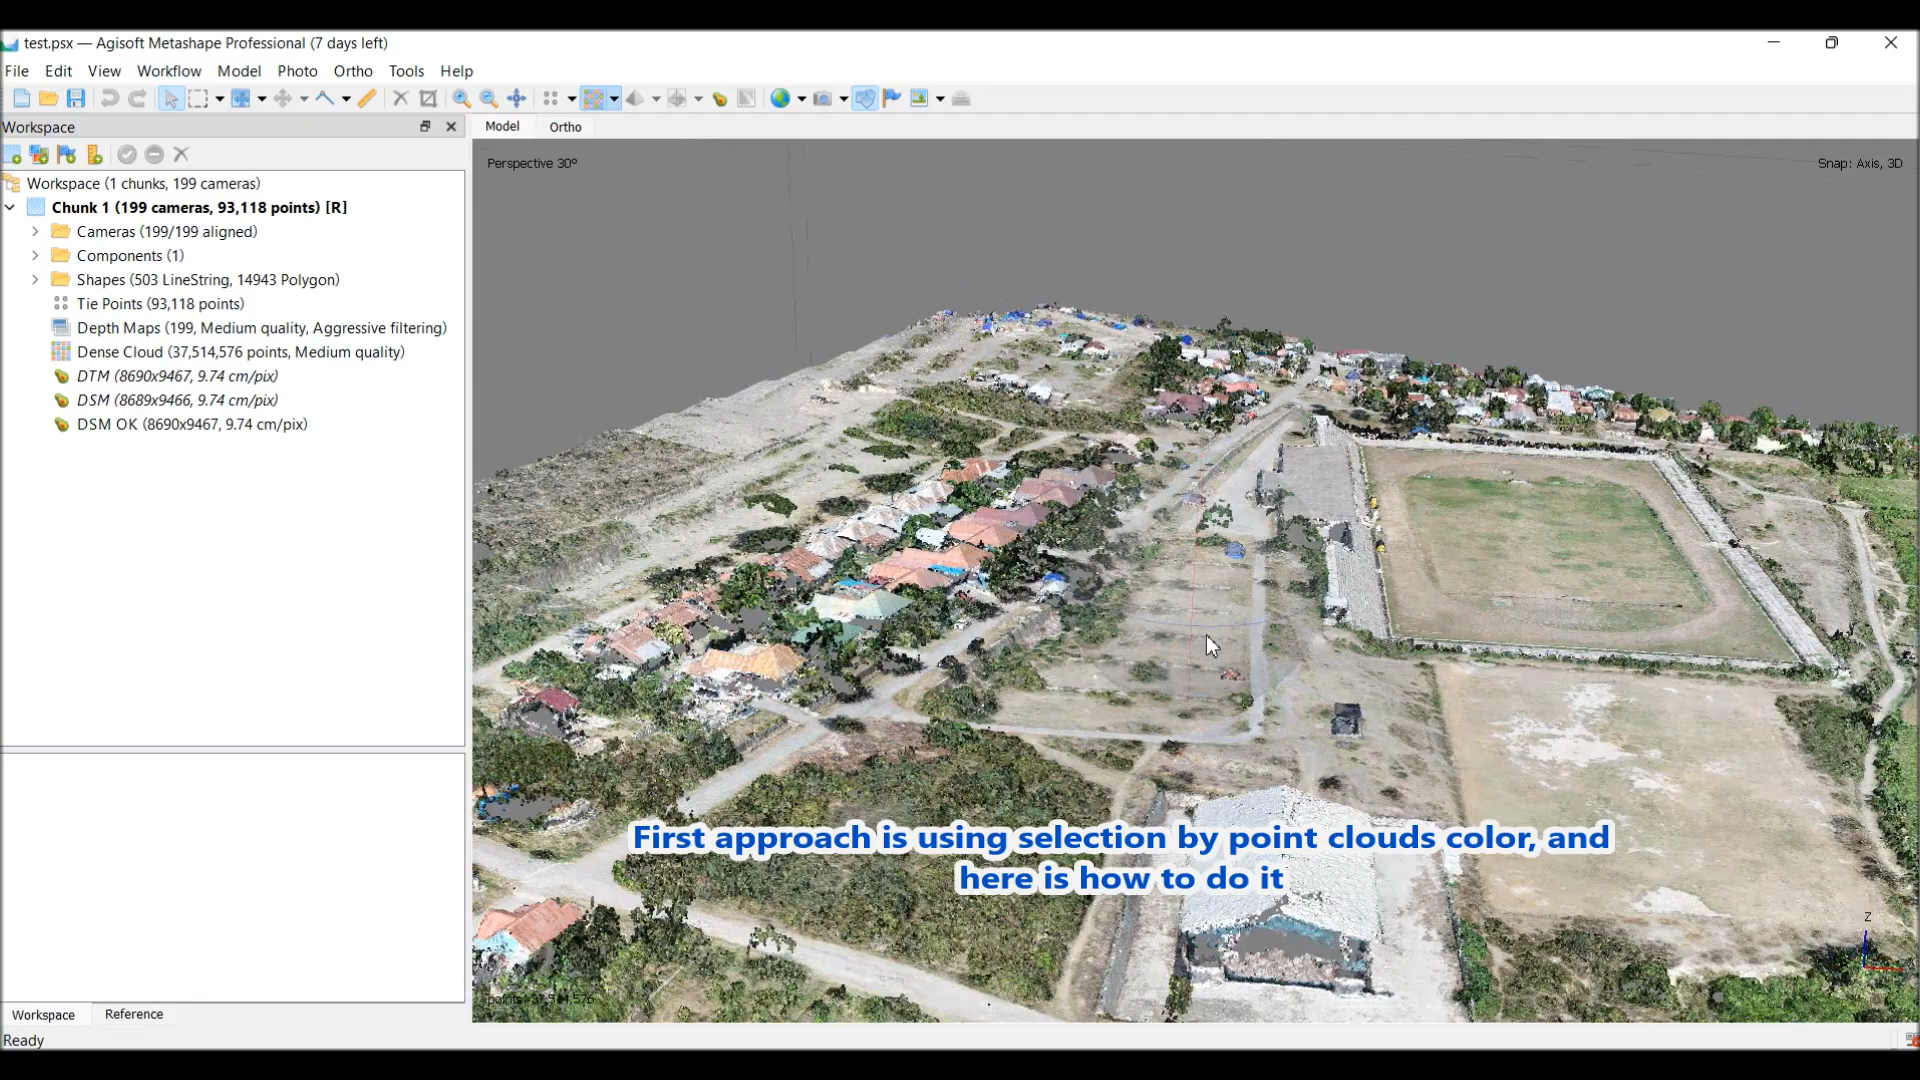 test.psx — Agisoft Metashape Professional (7 days left)
File Edit View Workflow Model Photo Ortho Tools Help
Workspace
Model Ortho
Perspective 30°
Snap: Axis, 3D
Workspace (1 chunks, 199 cameras)
Chunk 1 (199 cameras, 93,118 points) [R]
Cameras (199/199 aligned)
Components (1)
Shapes (503 LineString, 14943 Polygon)
Tie Points (93,118 points)
Depth Maps (199, Medium quality, Aggressive filtering)
Dense Cloud (37,514,576 points, Medium quality)
DTM (8690x9467, 9.74 cm/pix)
DSM (8689x9466, 9.74 cm/pix)
DSM OK (8690x9467, 9.74 cm/pix)
First approach is using selection by point clouds color, and
here is how to do it
Z
X
points: 37,514,576
Workspace Reference
Ready